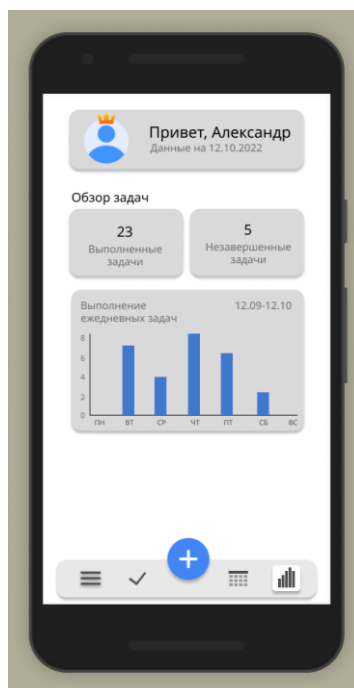 Привет, Александр
Данные на 12.10.2022
Обзор задач
23
Выполненные
задачи
5
Незавершенные
задачи
Выполнение
ежедневных задач
12.09-12.10
8
6
4
2
0
ПН ВТ СР ЧТ ПТ СБ ВС